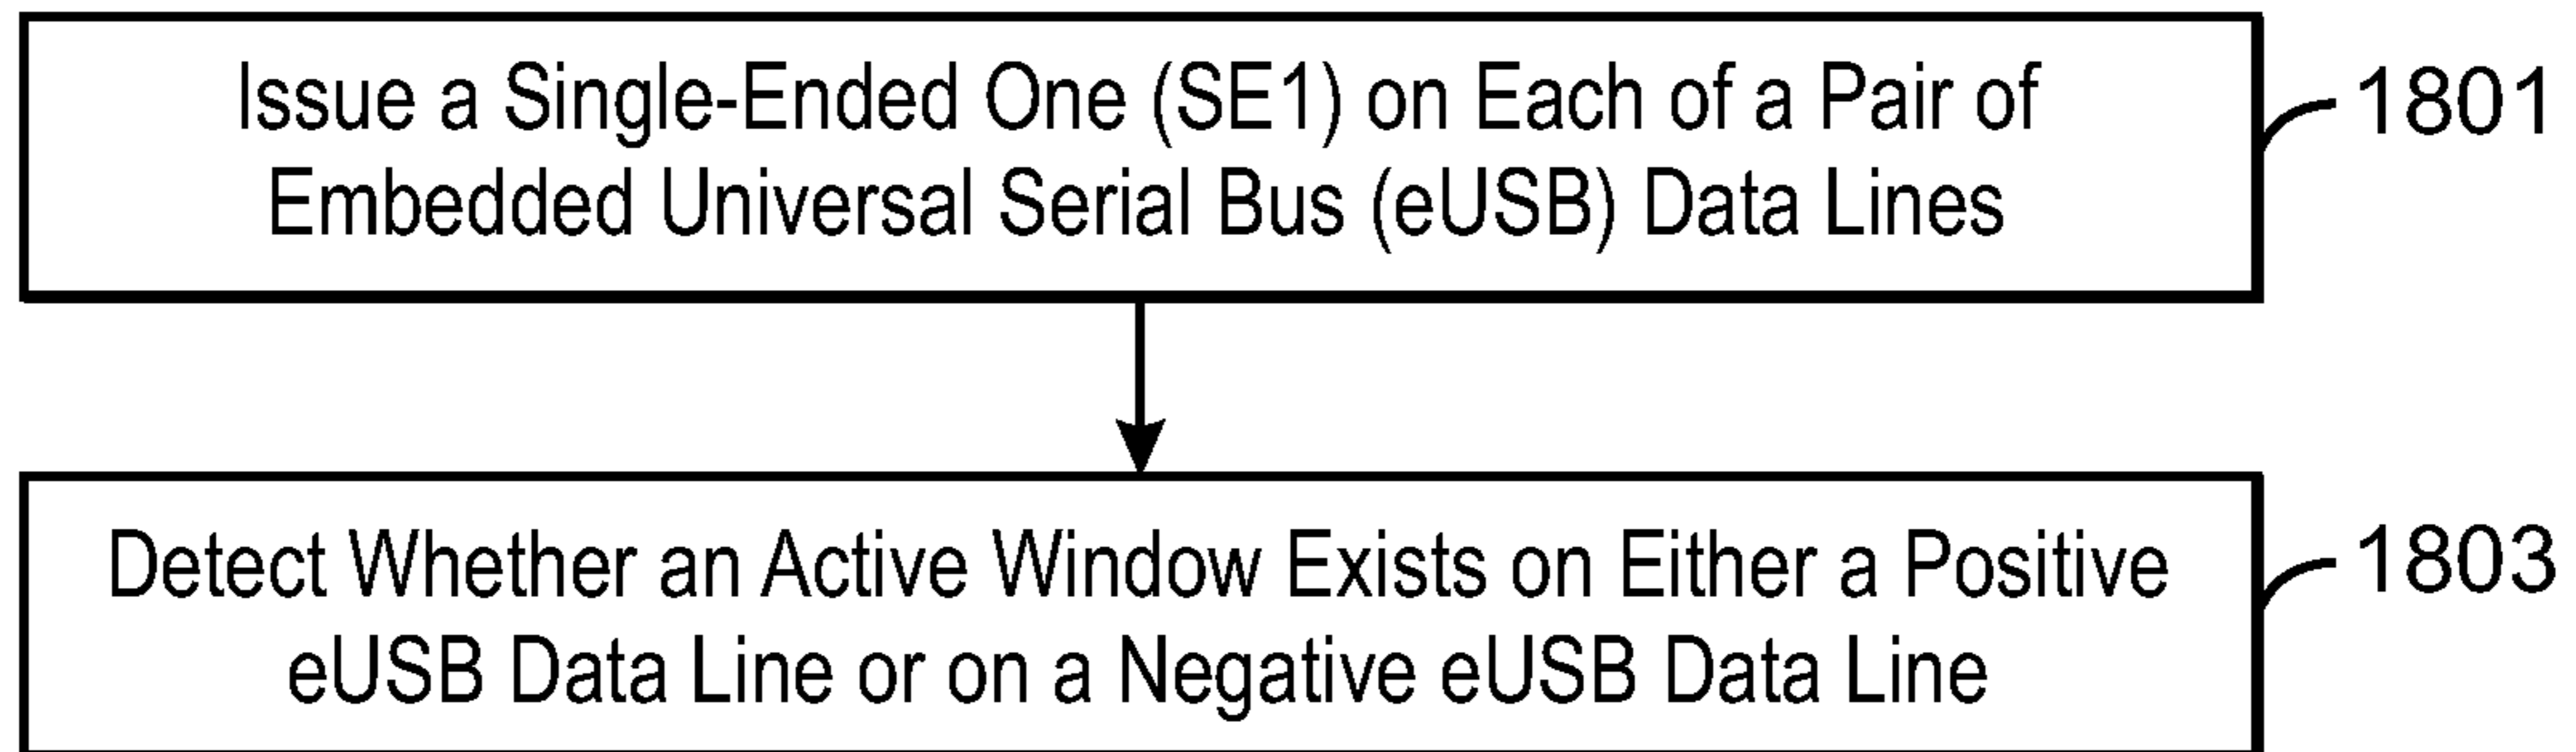 Issue a Single-Ended One (SE1) on Each of a Pair of
Embedded Universal Serial Bus (eUSB) Data Lines
1801
Detect Whether an Active Window Exists on Either a Positive
eUSB Data Line or on a Negative eUSB Data Line
1803